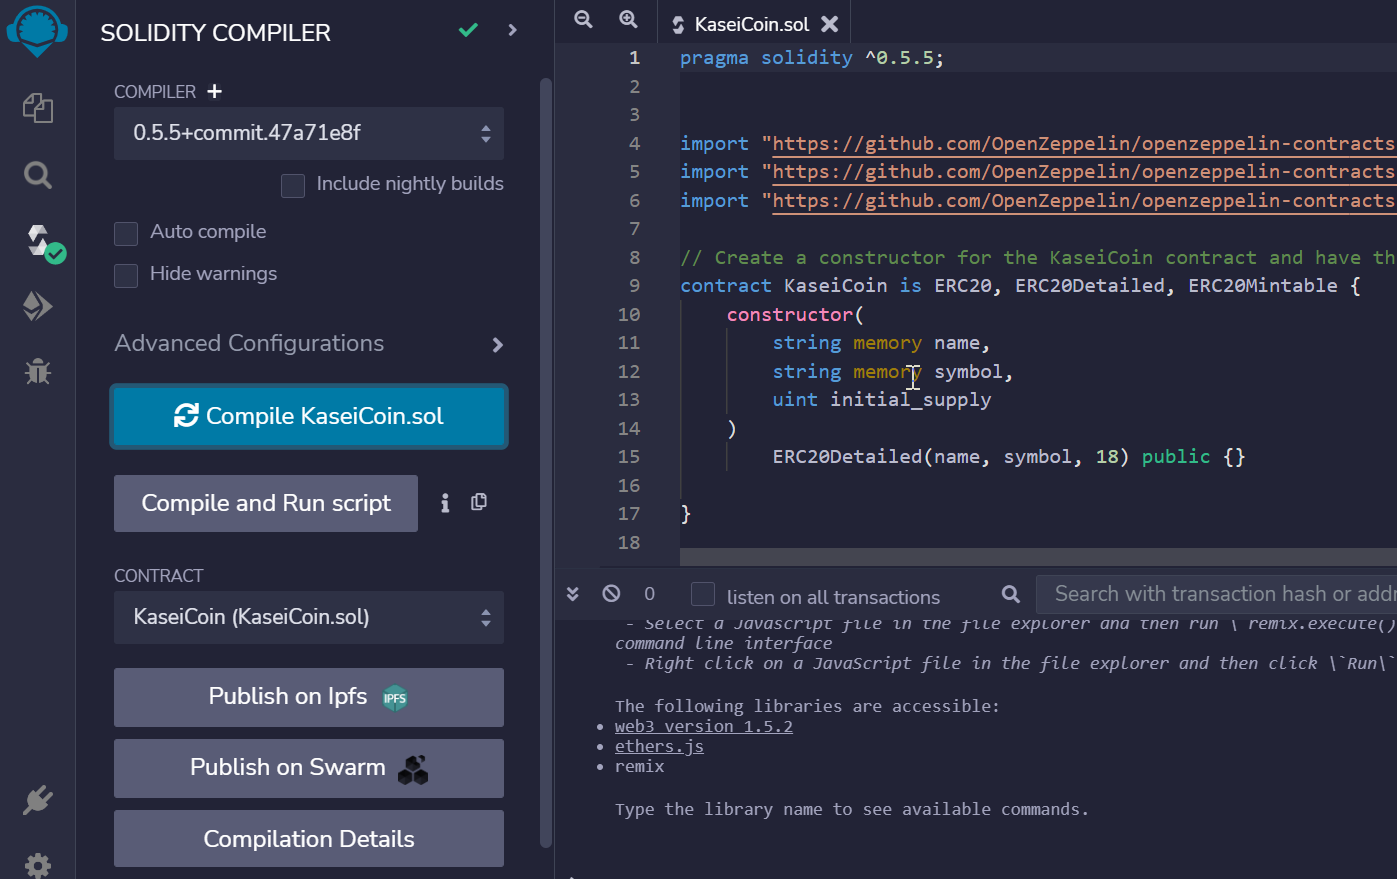 SOLIDITY COMPILER
COMPILER +
0.5.5+commit.47a71e8f
Include nightly builds
Auto compile
Hide warnings
Advanced Configurations
Compile KaseiCoin.sol
Compile and Run script
CONTRACT
KaseiCoin (KaseiCoin.sol)
Publish on Ipfs IPFS
Publish on Swarm
Compilation Details
KaseiCoin.sol
1 pragma solidity ^0.5.5;
2
3
4 import "https://github.com/OpenZeppelin/openzeppelin-contracts
5 import "https://github.com/OpenZeppelin/openzeppelin-contracts
6 import "https://github.com/OpenZeppelin/openzeppelin-contracts
7
8 // Create a constructor for the KaseiCoin contract and have th
9 contract KaseiCoin is ERC20, ERC20Detailed, ERC20Mintable {
10 constructor(
11 string memory name,
12 string memory symbol,
13 uint initial_supply
14 )
15 ERC20Detailed(name, symbol, 18) public {}
16
17 }
18
0 listen on all transactions Search with transaction hash or addr
- Select a Javascript file in the file explorer and then run \`remix.execute()
command line interface
- Right click on a JavaScript file in the file explorer and then click \`Run\`
The following libraries are accessible:
• web3 version 1.5.2
• ethers.js
• remix
Type the library name to see available commands.